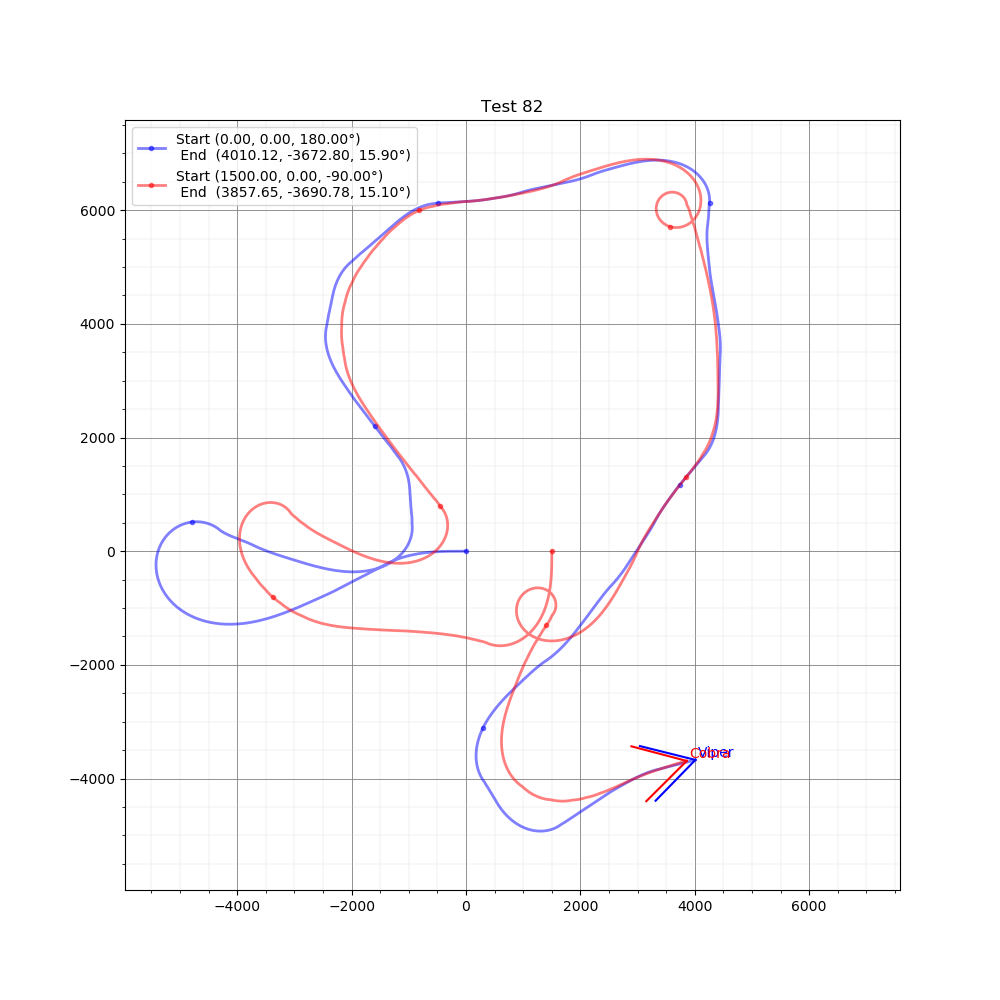 Test 82
Start (0.00, 0.00, 180.00°)
End (4010.12, -3672.80, 15.90°)
Start (1500.00, 0.00, -90.00°)
End (3857.65, -3690.78, 15.10°)
6000
4000
2000
0
−2000
−4000
Viper
−4000 −2000 0 2000 4000 6000